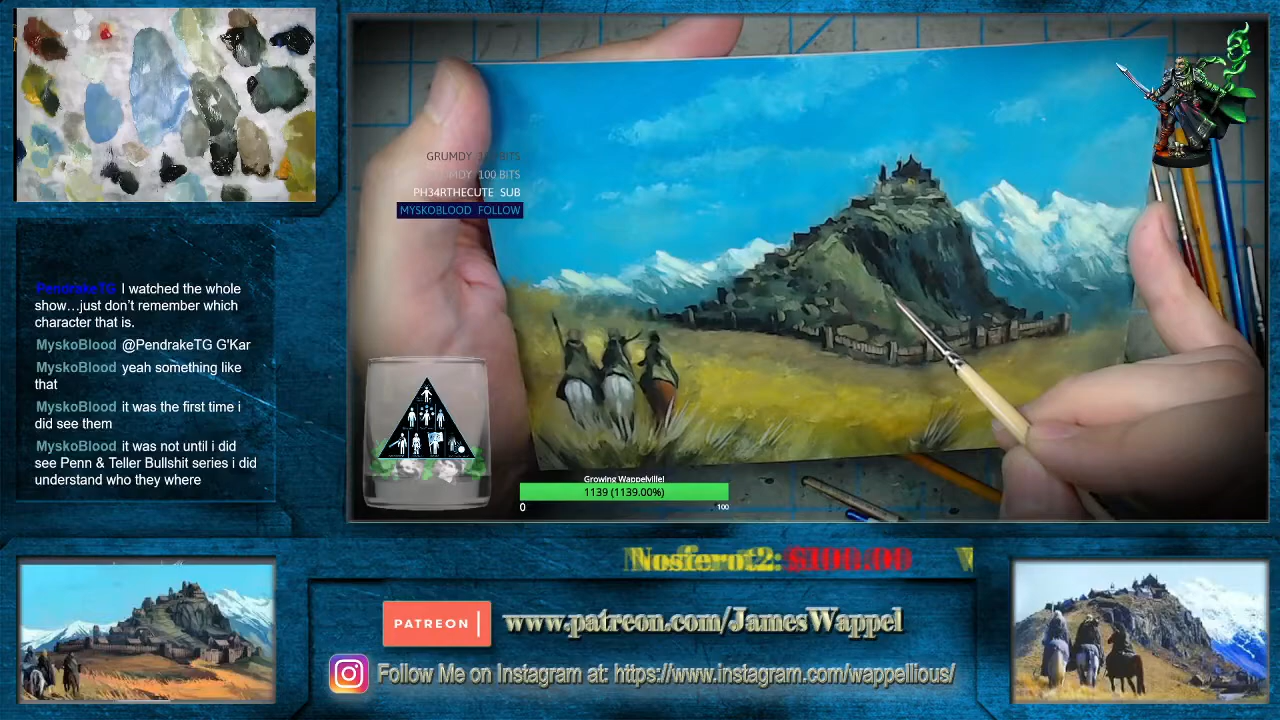 GRUMDY BITS
100 BITS
PH34RTHECUTE SUB
MYSKOBLOOD FOLLOW
PendrakeTG I watched the whole
show...just don't remember which
character that is.
MyskoBlood @PendrakeTG G'Kar
MyskoBlood yeah something like
that
MyskoBlood it was the first time i
did see them
MyskoBlood it was not until i did
see Penn & Teller Bullshit series i did
understand who they where
Growing Wappelville!
1139 (1139.00%)
0 100
Nosferot2: $100.00
PATREON
www.patreon.com/JamesWappel
Follow Me on Instagram at: https://www.instagram.com/wappellious/